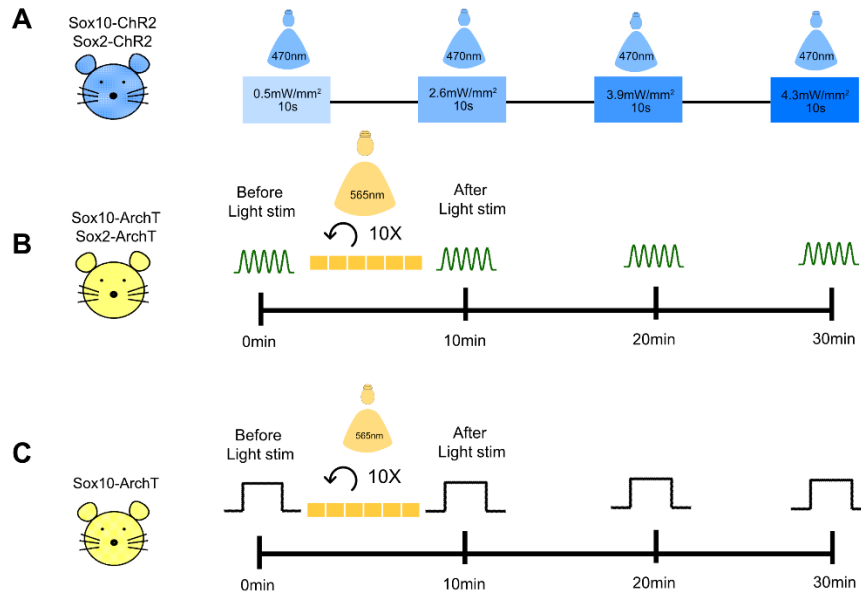 A
Sox10-ChR2
Sox2-ChR2
470nm
470nm
470nm
470nm
0.5mW/mm²
10s
2.6mW/mm²
10s
3.9mW/mm²
10s
4.3mW/mm²
10s
B
Sox10-ArchT
Sox2-ArchT
Before
Light stim
565nm
10X
After
Light stim
0min
10min
20min
30min
C
Sox10-ArchT
Before
Light stim
565nm
10X
After
Light stim
0min
10min
20min
30min